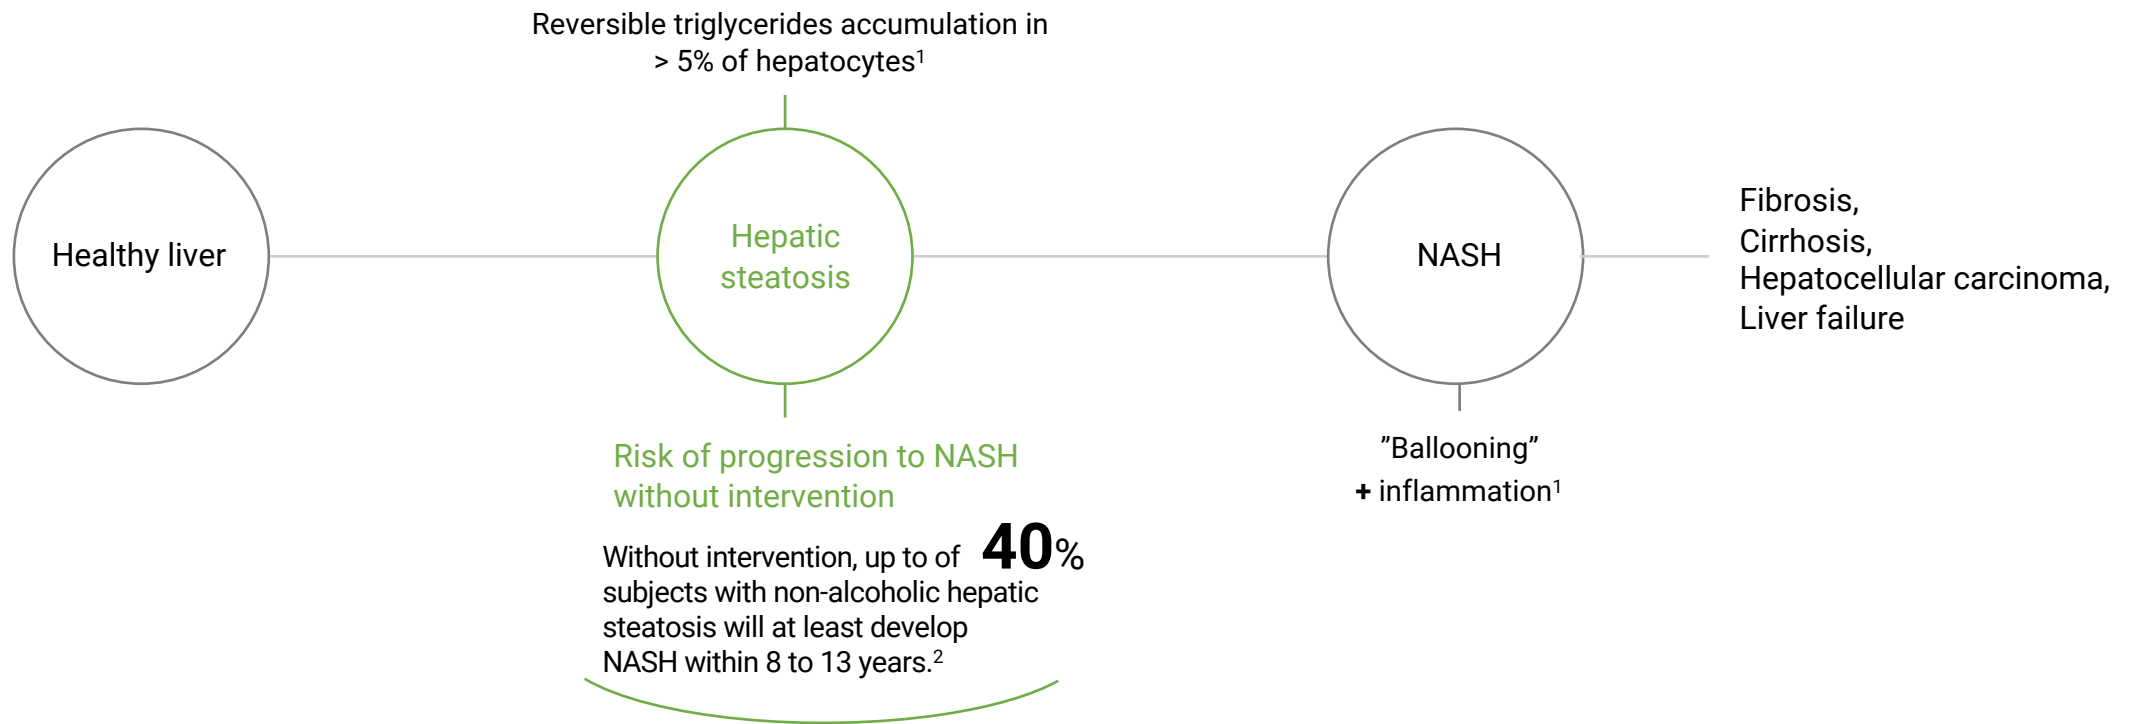 Reversible triglycerides accumulation in
> 5% of hepatocytes¹
Healthy liver
Hepatic
steatosis
NASH
Fibrosis,
Cirrhosis,
Hepatocellular carcinoma,
Liver failure
Risk of progression to NASH
without intervention
Without intervention, up to of 40%
subjects with non-alcoholic hepatic
steatosis will at least develop
NASH within 8 to 13 years.²
”Ballooning”
+ inflammation¹